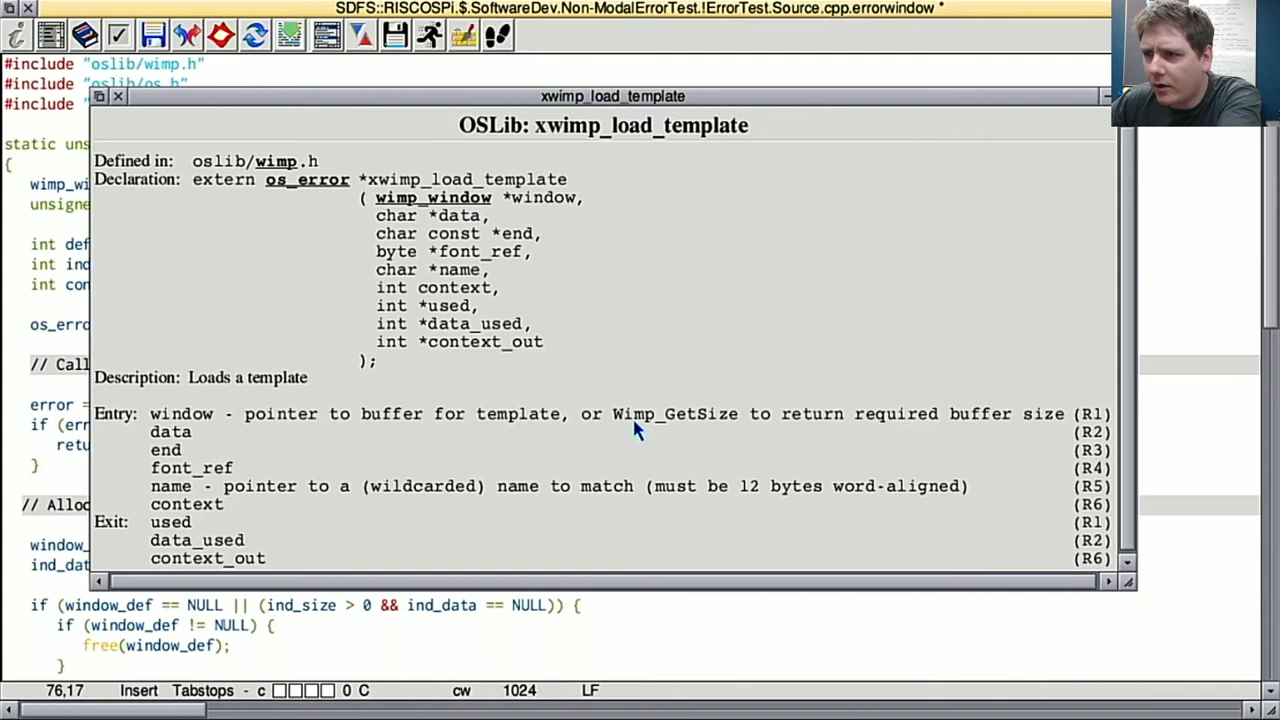 SDFS::RISCOSPi.$.SoftwareDev.Non-ModalErrorTest.!ErrorTest.Source.cpp.errorwindow *
#include "oslib/wimp.h"
#include "oslib/os.h"
#include "
xwimp_load_template
OSLib: xwimp_load_template
static uns
{
Defined in: oslib/wimp.h
Declaration: extern os_error *xwimp_load_template
wimp_wi
( wimp_window *window,
unsigne
char *data,
char const *end,
int def
byte *font_ref,
int ind
char *name,
int con
int context,
int *used,
os_erro
int *data_used,
int *context_out
// Call
);
Description: Loads a template
error =
Entry: window - pointer to buffer for template, or Wimp_GetSize to return required buffer size (R1)
if (err
data (R2)
retu
end (R3)
}
font_ref (R4)
name - pointer to a (wildcarded) name to match (must be 12 bytes word-aligned) (R5)
// Alloc
context (R6)
Exit: used (R1)
window_
data_used (R2)
ind_dat
context_out (R6)
if (window_def == NULL || (ind_size > 0 && ind_data == NULL)) {
if (window_def != NULL) {
free(window_def);
}
76,17 Insert Tabstops - c 0 C cw 1024 LF